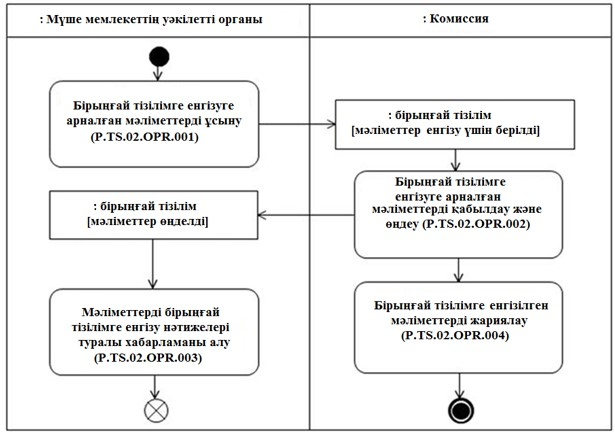 : Мүше мемлекеттің уәкілетті органы
: Комиссия
Бірыңғай тізілімге енгізуге
арналған мәліметтерді ұсыну
(P.TS.02.OPR.001)
: бірыңғай тізілім
[мәліметтер енгізу үшін берілді]
Бірыңғай тізілімге
енгізуге арналған
мәліметтерді қабылдау және
өңдеу (P.TS.02.OPR.002)
: бірыңғай тізілім
[мәліметтер өңделді]
Мәліметтерді бірыңғай
тізілімге енгізу нәтижелері
туралы хабарламаны алу
(P.TS.02.OPR.003)
Бірыңғай тізілімге енгізілген
мәліметтерді жариялау
(P.TS.02.OPR.004)